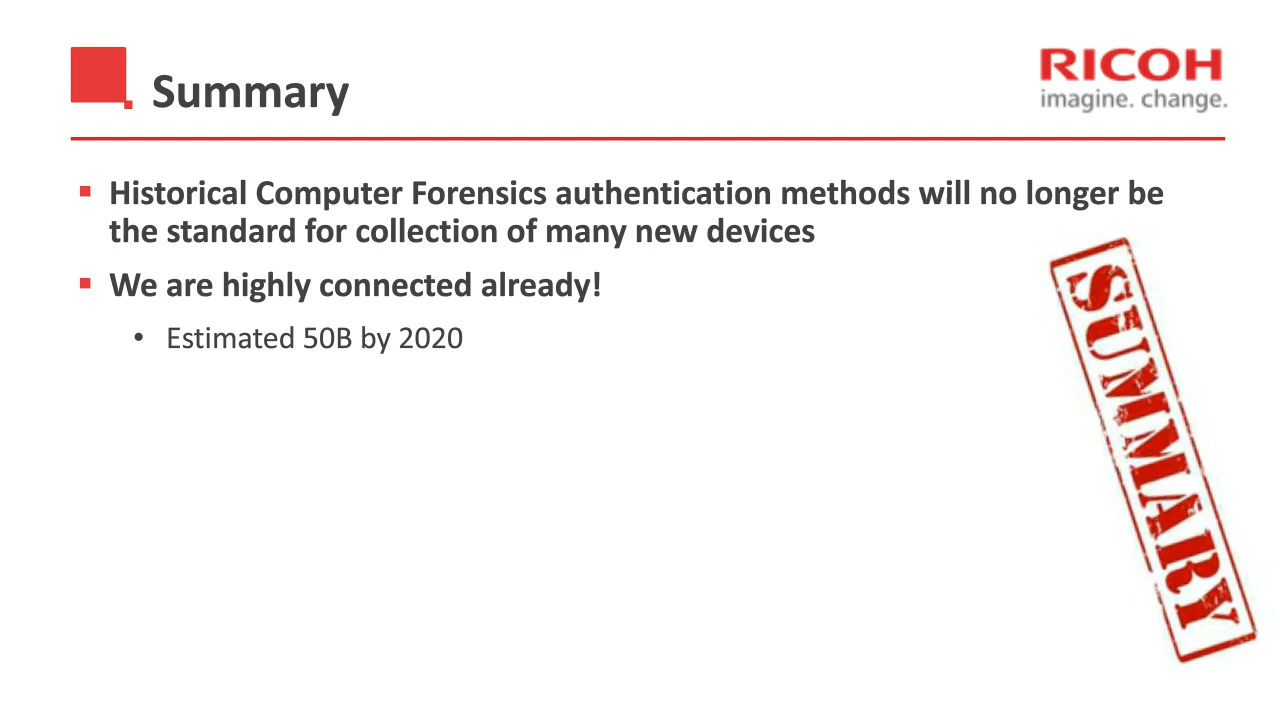 Summary
RICOH
imagine. change.
▪ Historical Computer Forensics authentication methods will no longer be
the standard for collection of many new devices
▪ We are highly connected already!
• Estimated 50B by 2020
SUMMARY